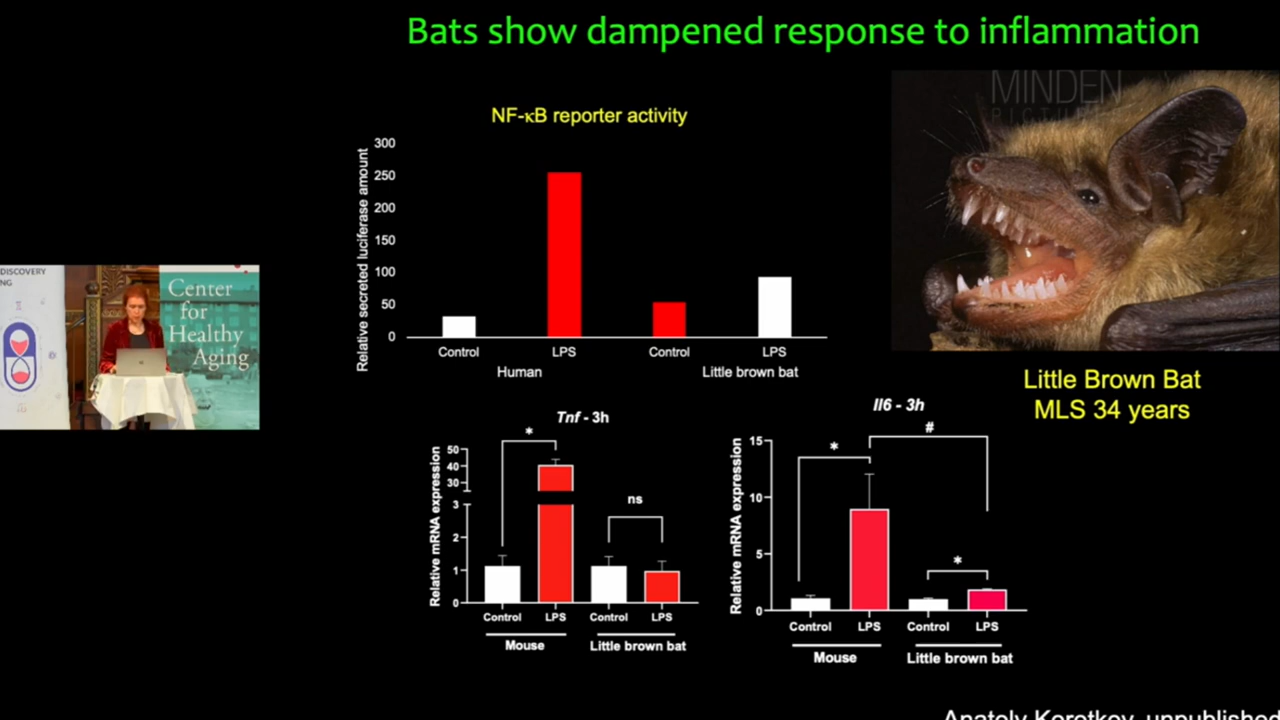 Bats show dampened response to inflammation
MINDEN
PICTURES
NF-κB reporter activity
Relative secreted luciferase amount
300
250
200
150
100
50
0
Control
LPS
Control
LPS
Human
Little brown bat
DISCOVERY
NG
Center
for
Healthy
Aging
Little Brown Bat
MLS 34 years
Tnf - 3h
Relative mRNA expression
50
40
30
3
2
1
0
*
ns
Control
LPS
Control
LPS
Mouse
Little brown bat
Il6 - 3h
Relative mRNA expression
15
10
5
0
*
#
*
Control
LPS
Control
LPS
Mouse
Little brown bat
Anatoly Korotkov, unpublished